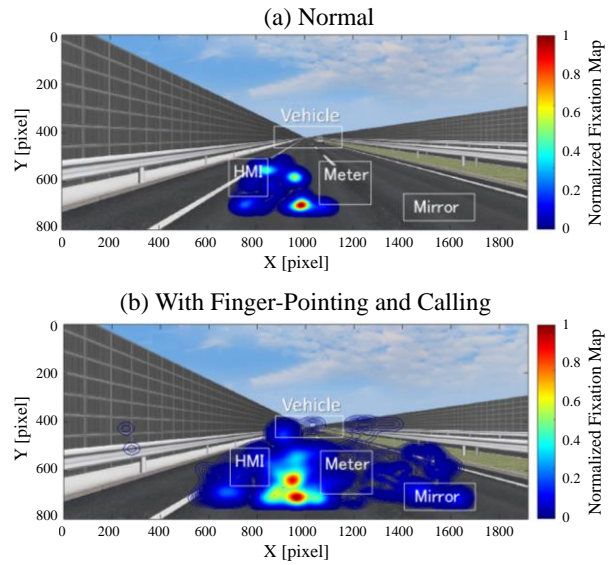 (a) Normal
0
200
400
600
800
Y [pixel]
Vehicle
HMI
Meter
Mirror
0 200 400 600 800 1000 1200 1400 1600 1800
X [pixel]
1
0.8
0.6
0.4
0.2
0
Normalized Fixation Map
(b) With Finger-Pointing and Calling
0
200
400
600
800
Y [pixel]
Vehicle
HMI
Meter
Mirror
0 200 400 600 800 1000 1200 1400 1600 1800
X [pixel]
1
0.8
0.6
0.4
0.2
0
Normalized Fixation Map